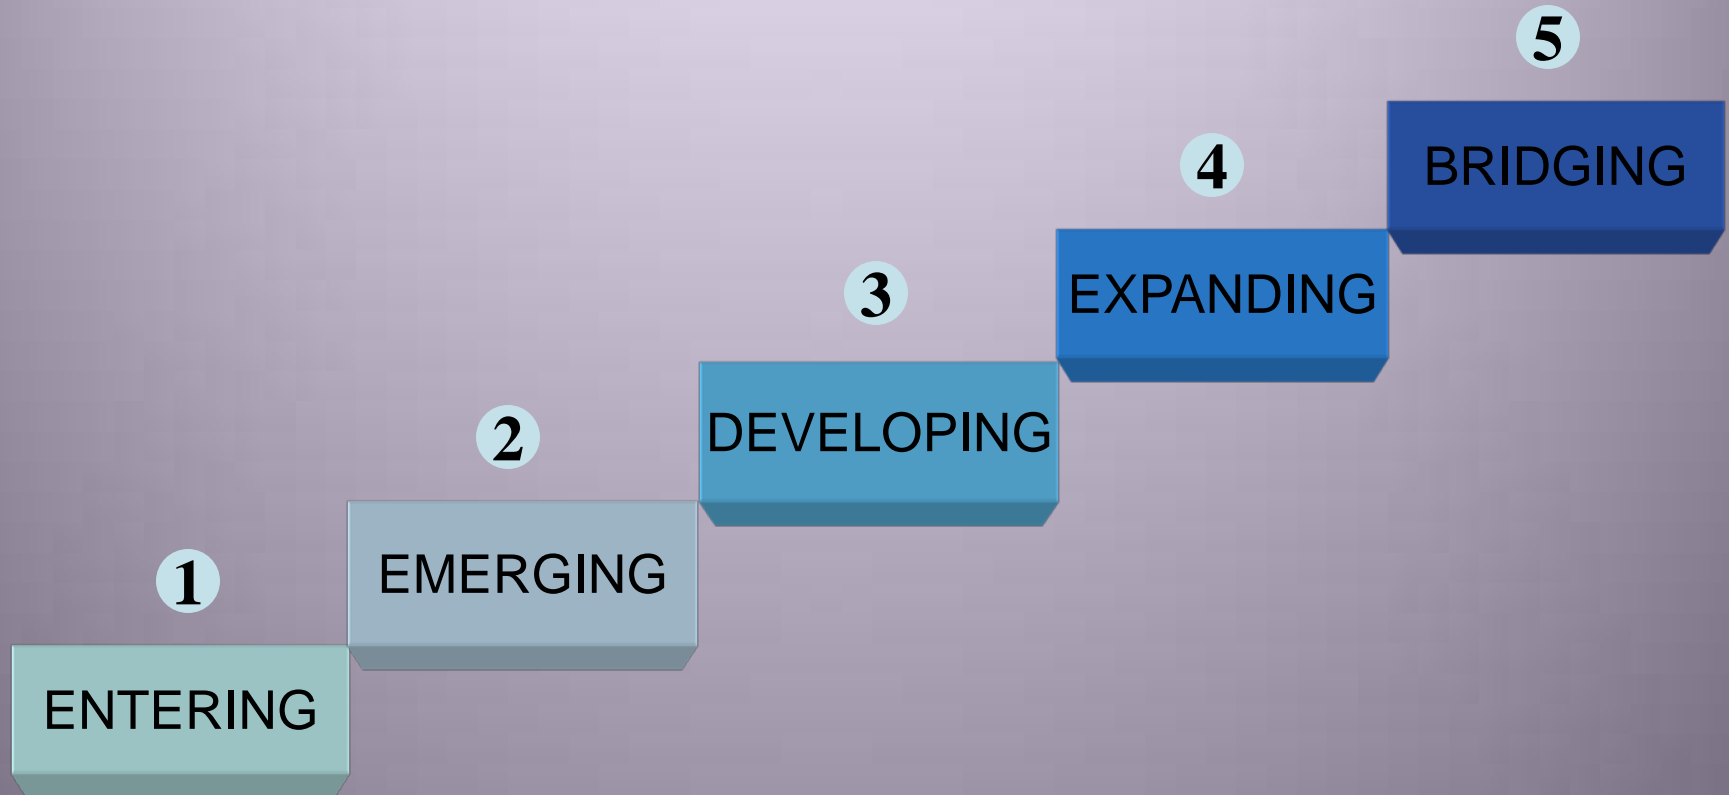 1
ENTERING
2
EMERGING
3
DEVELOPING
4
EXPANDING
5
BRIDGING